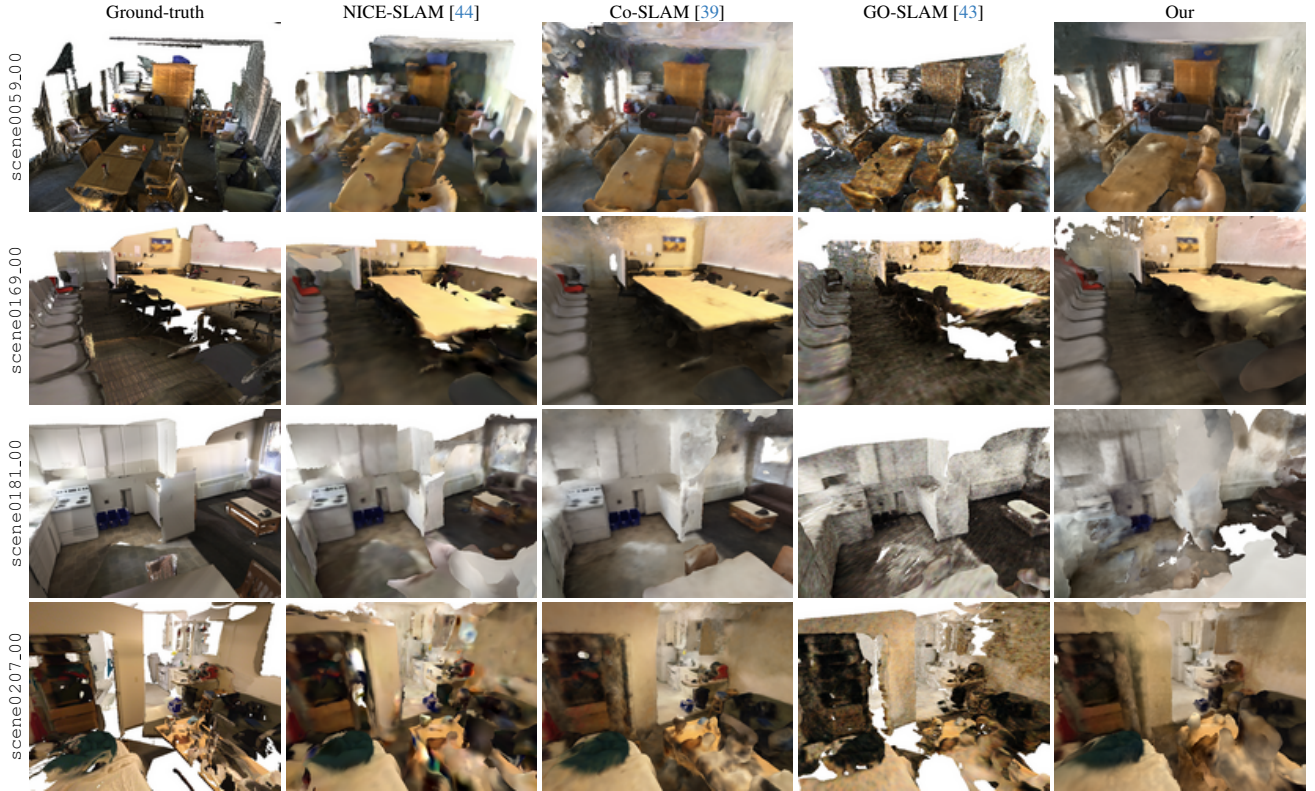 Ground-truth
NICE-SLAM [44]
Co-SLAM [39]
GO-SLAM [43]
Our
scene0059_00
scene0169_00
scene0181_00
scene0207_00